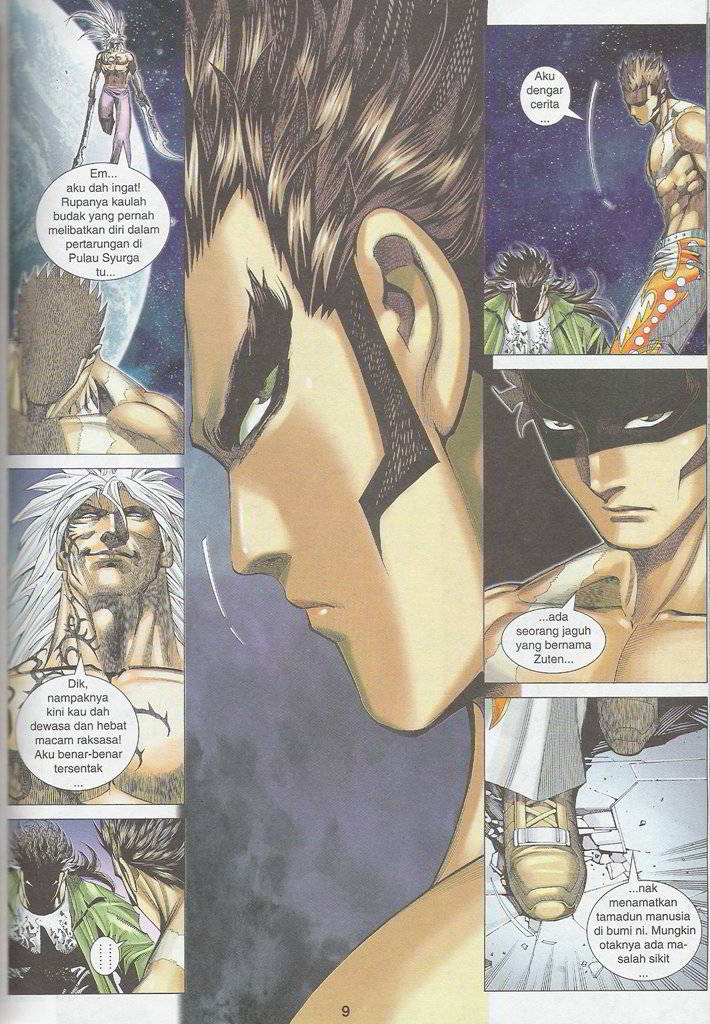 Em...
aku dah ingat!
Rupanya kaulah
budak yang pernah
melibatkan diri dalam
pertarungan di
Pulau Syurga
tu...
Dik,
nampaknya
kini kau dah
dewasa dan hebat
macam raksasa!
Aku benar-benar
tersentak
...
......
Aku
dengar
cerita
...
...ada
seorang jaguh
yang bernama
Zuten...
...nak
menamatkan
tamadun manusia
di bumi ni. Mungkin
otaknya ada ma-
salah sikit
...
9